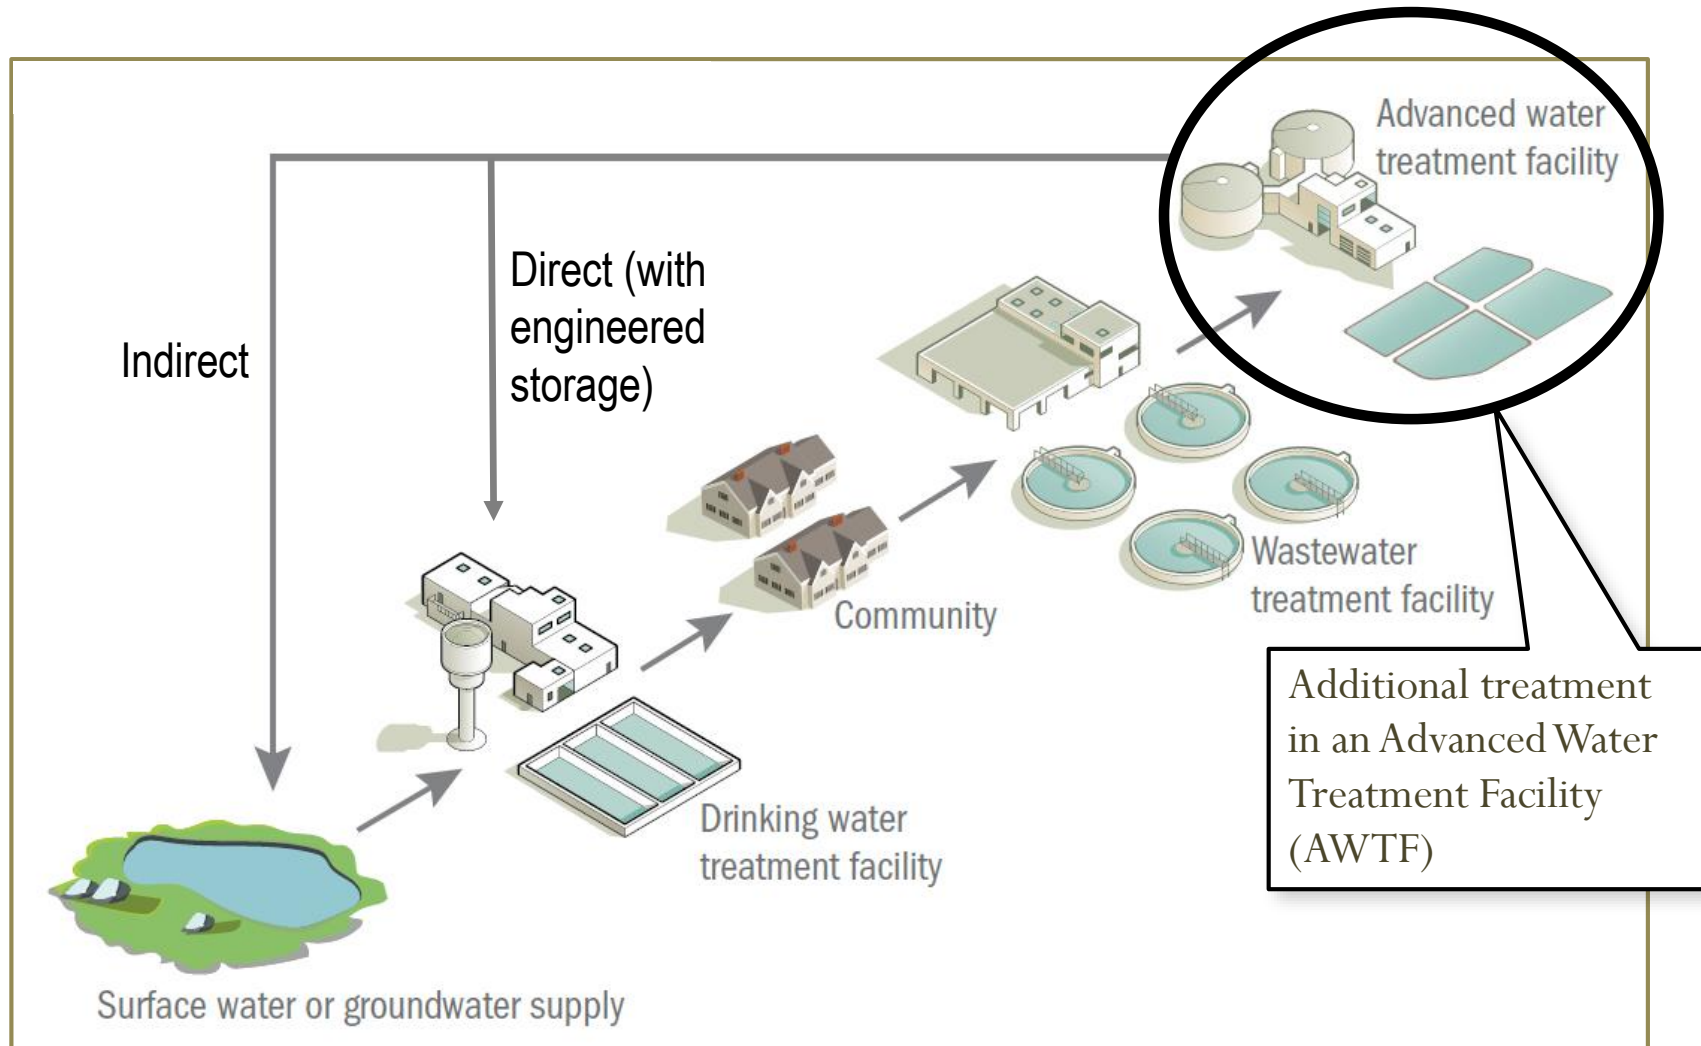 Advanced water
treatment facility
Direct (with
engineered
storage)
Indirect
Wastewater
treatment facility
Community
Additional treatment
in an Advanced Water
Treatment Facility
(AWTF)
Drinking water
treatment facility
Surface water or groundwater supply